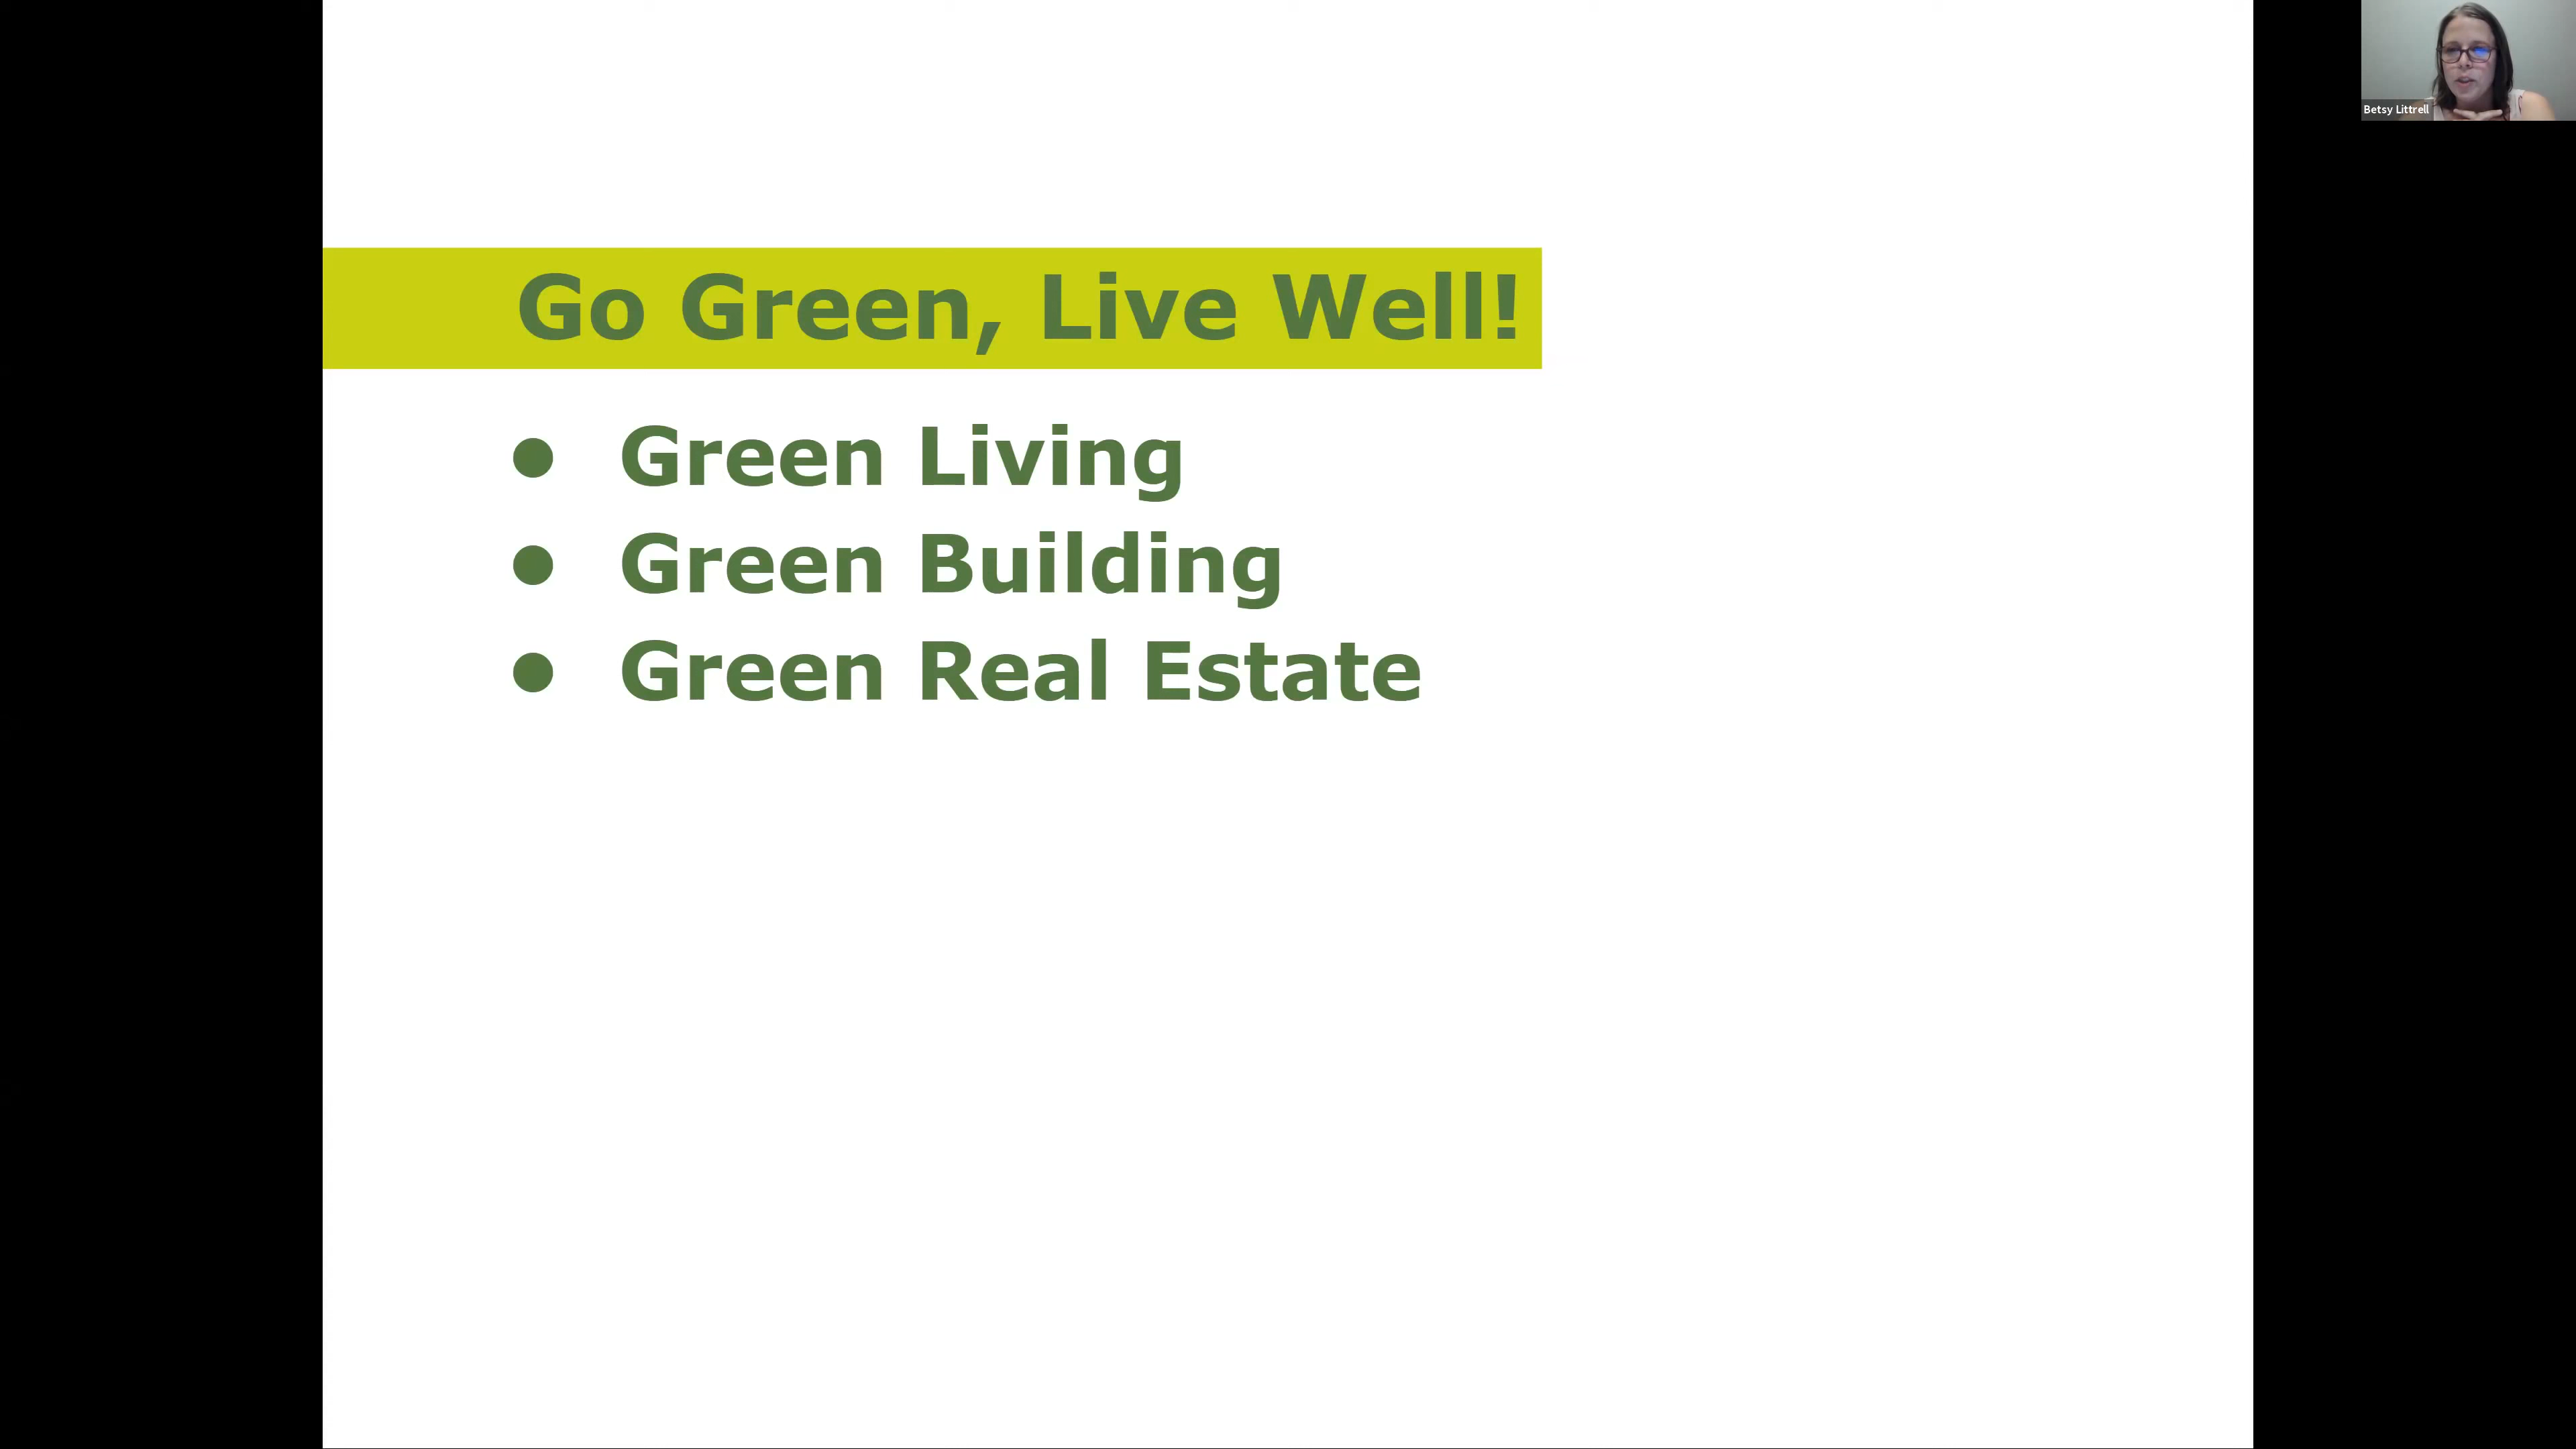 Go Green, Live Well!
● Green Living
● Green Building
● Green Real Estate
Betsy Littrell